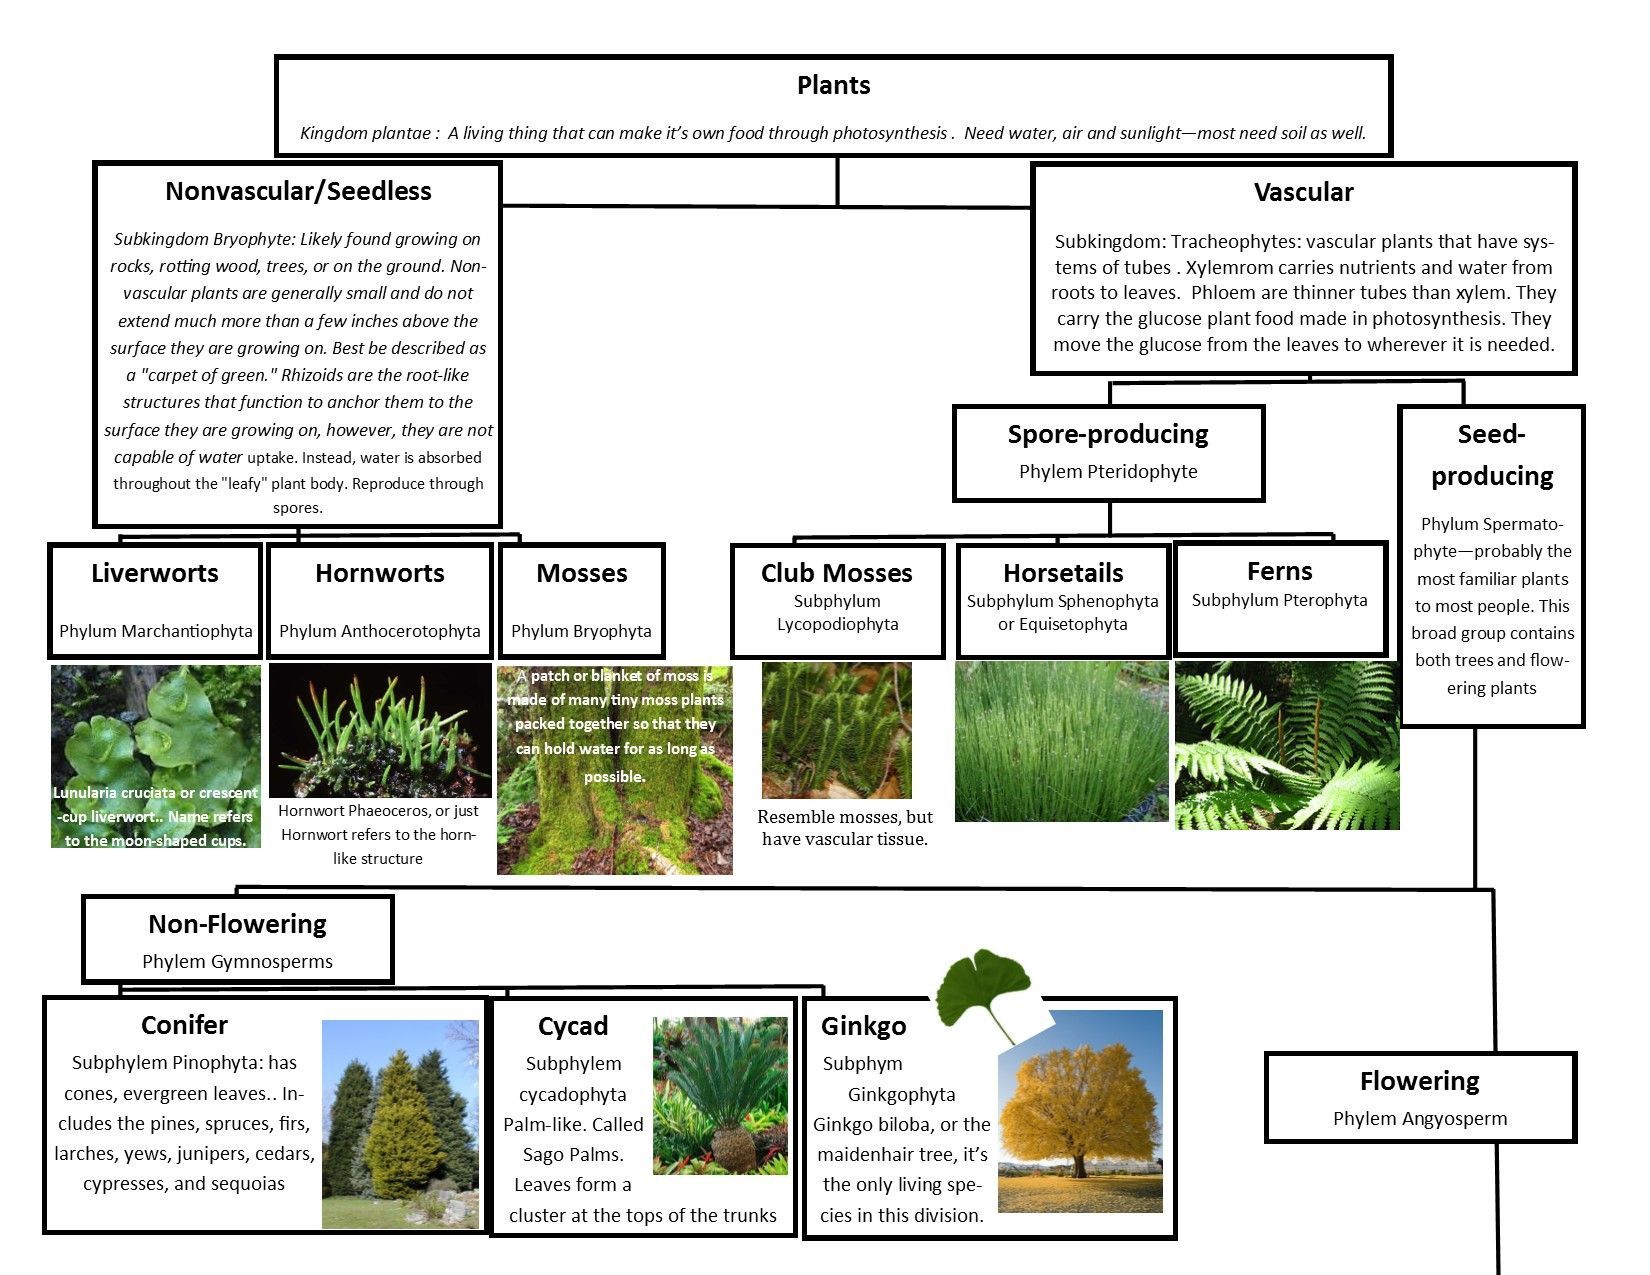 Plants
Kingdom plantae :  A living thing that can make it’s own food through photosynthesis .  Need water, air and sunlight—most need soil as well.
Nonvascular/Seedless
Subkingdom Bryophyte: Likely found growing on
rocks, rotting wood, trees, or on the ground. Non-
vascular plants are generally small and do not
extend much more than a few inches above the
surface they are growing on. Best be described as
a "carpet of green." Rhizoids are the root-like
structures that function to anchor them to the
surface they are growing on, however, they are not
capable of water uptake. Instead, water is absorbed
throughout the "leafy" plant body. Reproduce through
spores.
Vascular
Subkingdom: Tracheophytes: vascular plants that have sys-
tems of tubes . Xylemrom carries nutrients and water from
roots to leaves.  Phloem are thinner tubes than xylem. They
carry the glucose plant food made in photosynthesis. They
move the glucose from the leaves to wherever it is needed.
Spore-producing
Phylem Pteridophyte
Seed-
producing
Phylum Spermato-
phyte—probably the
most familiar plants
to most people. This
broad group contains
both trees and flow-
ering plants
Liverworts
Phylum Marchantiophyta
Hornworts
Phylum Anthocerotophyta
Mosses
Phylum Bryophyta
Club Mosses
Subphylum
Lycopodiophyta
Horsetails
Subphylum Sphenophyta
or Equisetophyta
Ferns
Subphylum Pterophyta
Lunularia cruciata or crescent
-cup liverwort.. Name refers
to the moon-shaped cups.
Hornwort Phaeoceros, or just
Hornwort refers to the horn-
like structure
A patch or blanket of moss is
made of many tiny moss plants
packed together so that they
can hold water for as long as
possible.
Resemble mosses, but
have vascular tissue.
Non-Flowering
Phylem Gymnosperms
Conifer
Subphylem Pinophyta: has
cones, evergreen leaves.. In-
cludes the pines, spruces, firs,
larches, yews, junipers, cedars,
cypresses, and sequoias
Cycad
Subphylem
cycadophyta
Palm-like. Called
Sago Palms.
Leaves form a
cluster at the tops of the trunks
Ginkgo
Subphym
Ginkgophyta
Ginkgo biloba, or the
maidenhair tree, it’s
the only living spe-
cies in this division.
Flowering
Phylem Angyosperm